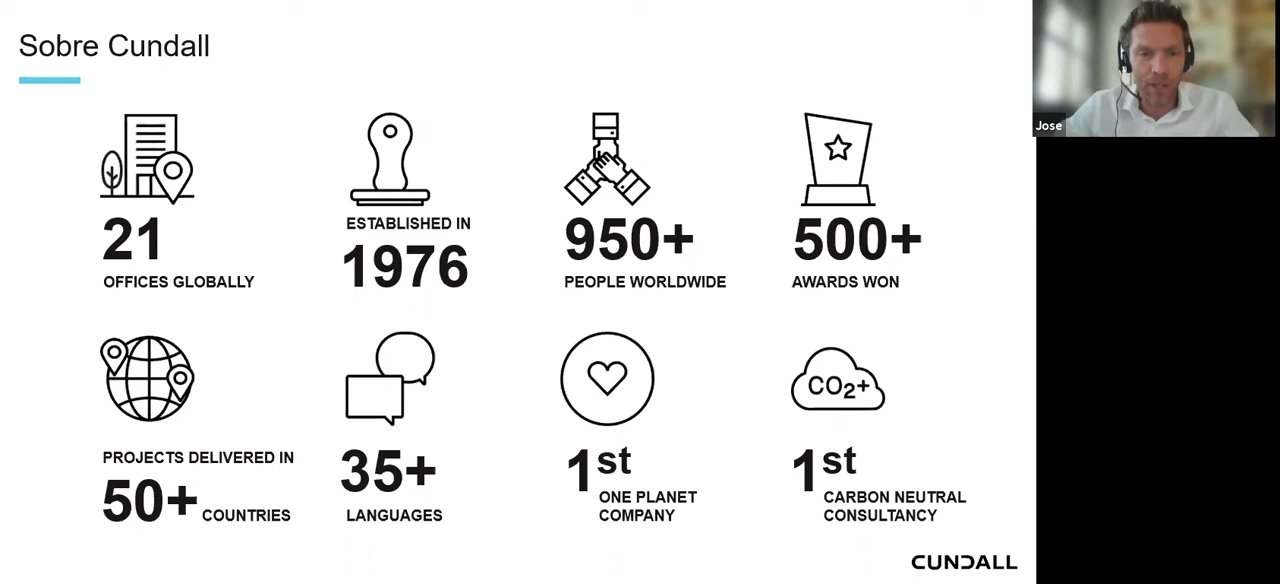 Sobre Cundall
21
OFFICES GLOBALLY
ESTABLISHED IN
1976
950+
PEOPLE WORLDWIDE
500+
AWARDS WON
PROJECTS DELIVERED IN
50+ COUNTRIES
35+
LANGUAGES
1st
ONE PLANET
COMPANY
CO2+
1st
CARBON NEUTRAL
CONSULTANCY
CUNDALL
Jose